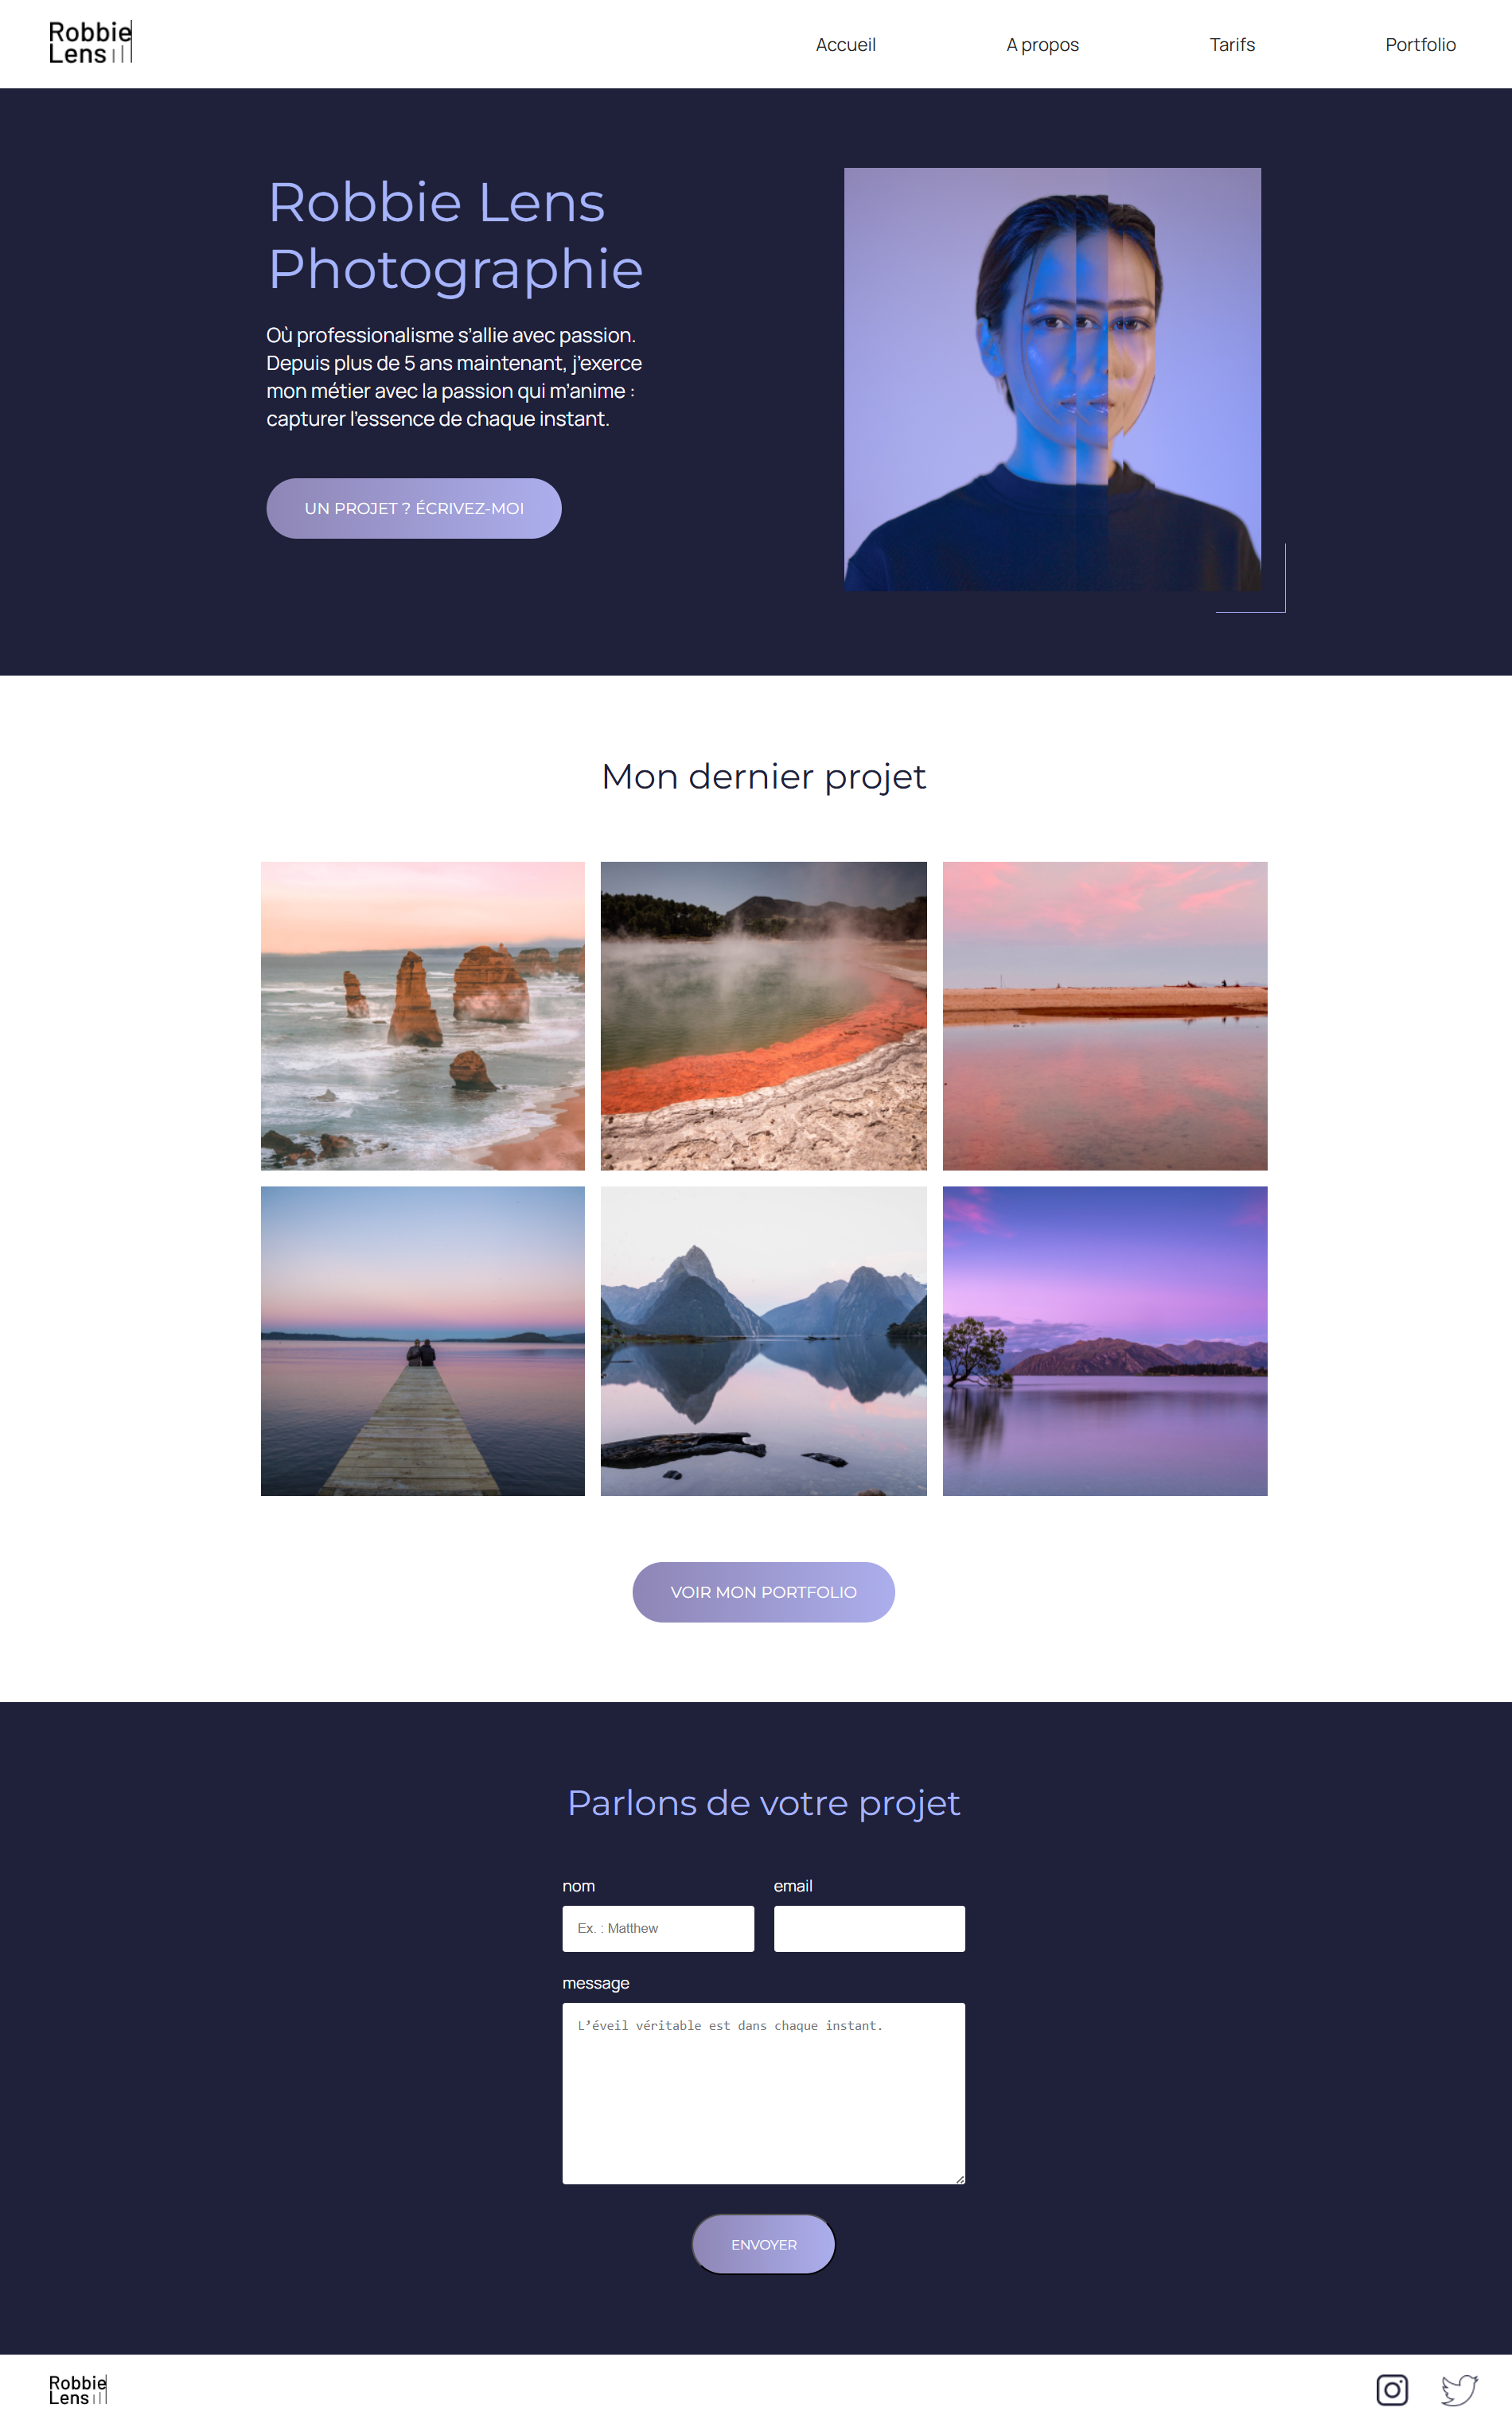 Robbie
Lens
Accueil
A propos
Tarifs
Portfolio
Robbie Lens
Photographie
Où professionalisme s’allie avec passion.
Depuis plus de 5 ans maintenant, j’exerce
mon métier avec la passion qui m’anime :
capturer l’essence de chaque instant.
UN PROJET ? ÉCRIVEZ-MOI
Mon dernier projet
VOIR MON PORTFOLIO
Parlons de votre projet
nom
email
Ex. : Matthew
message
L’éveil véritable est dans chaque instant.
ENVOYER
Robbie
Lens